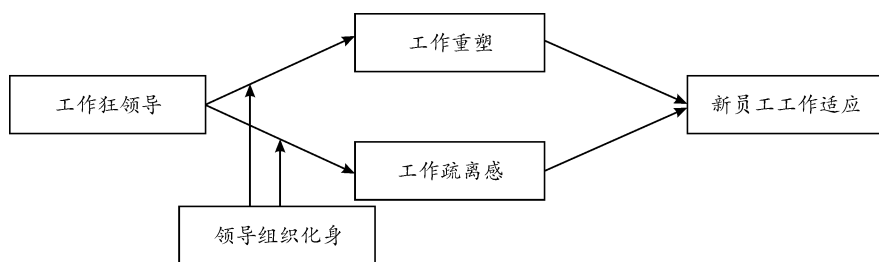 工作重塑
工作狂领导
新员工工作适应
工作疏离感
领导组织化身